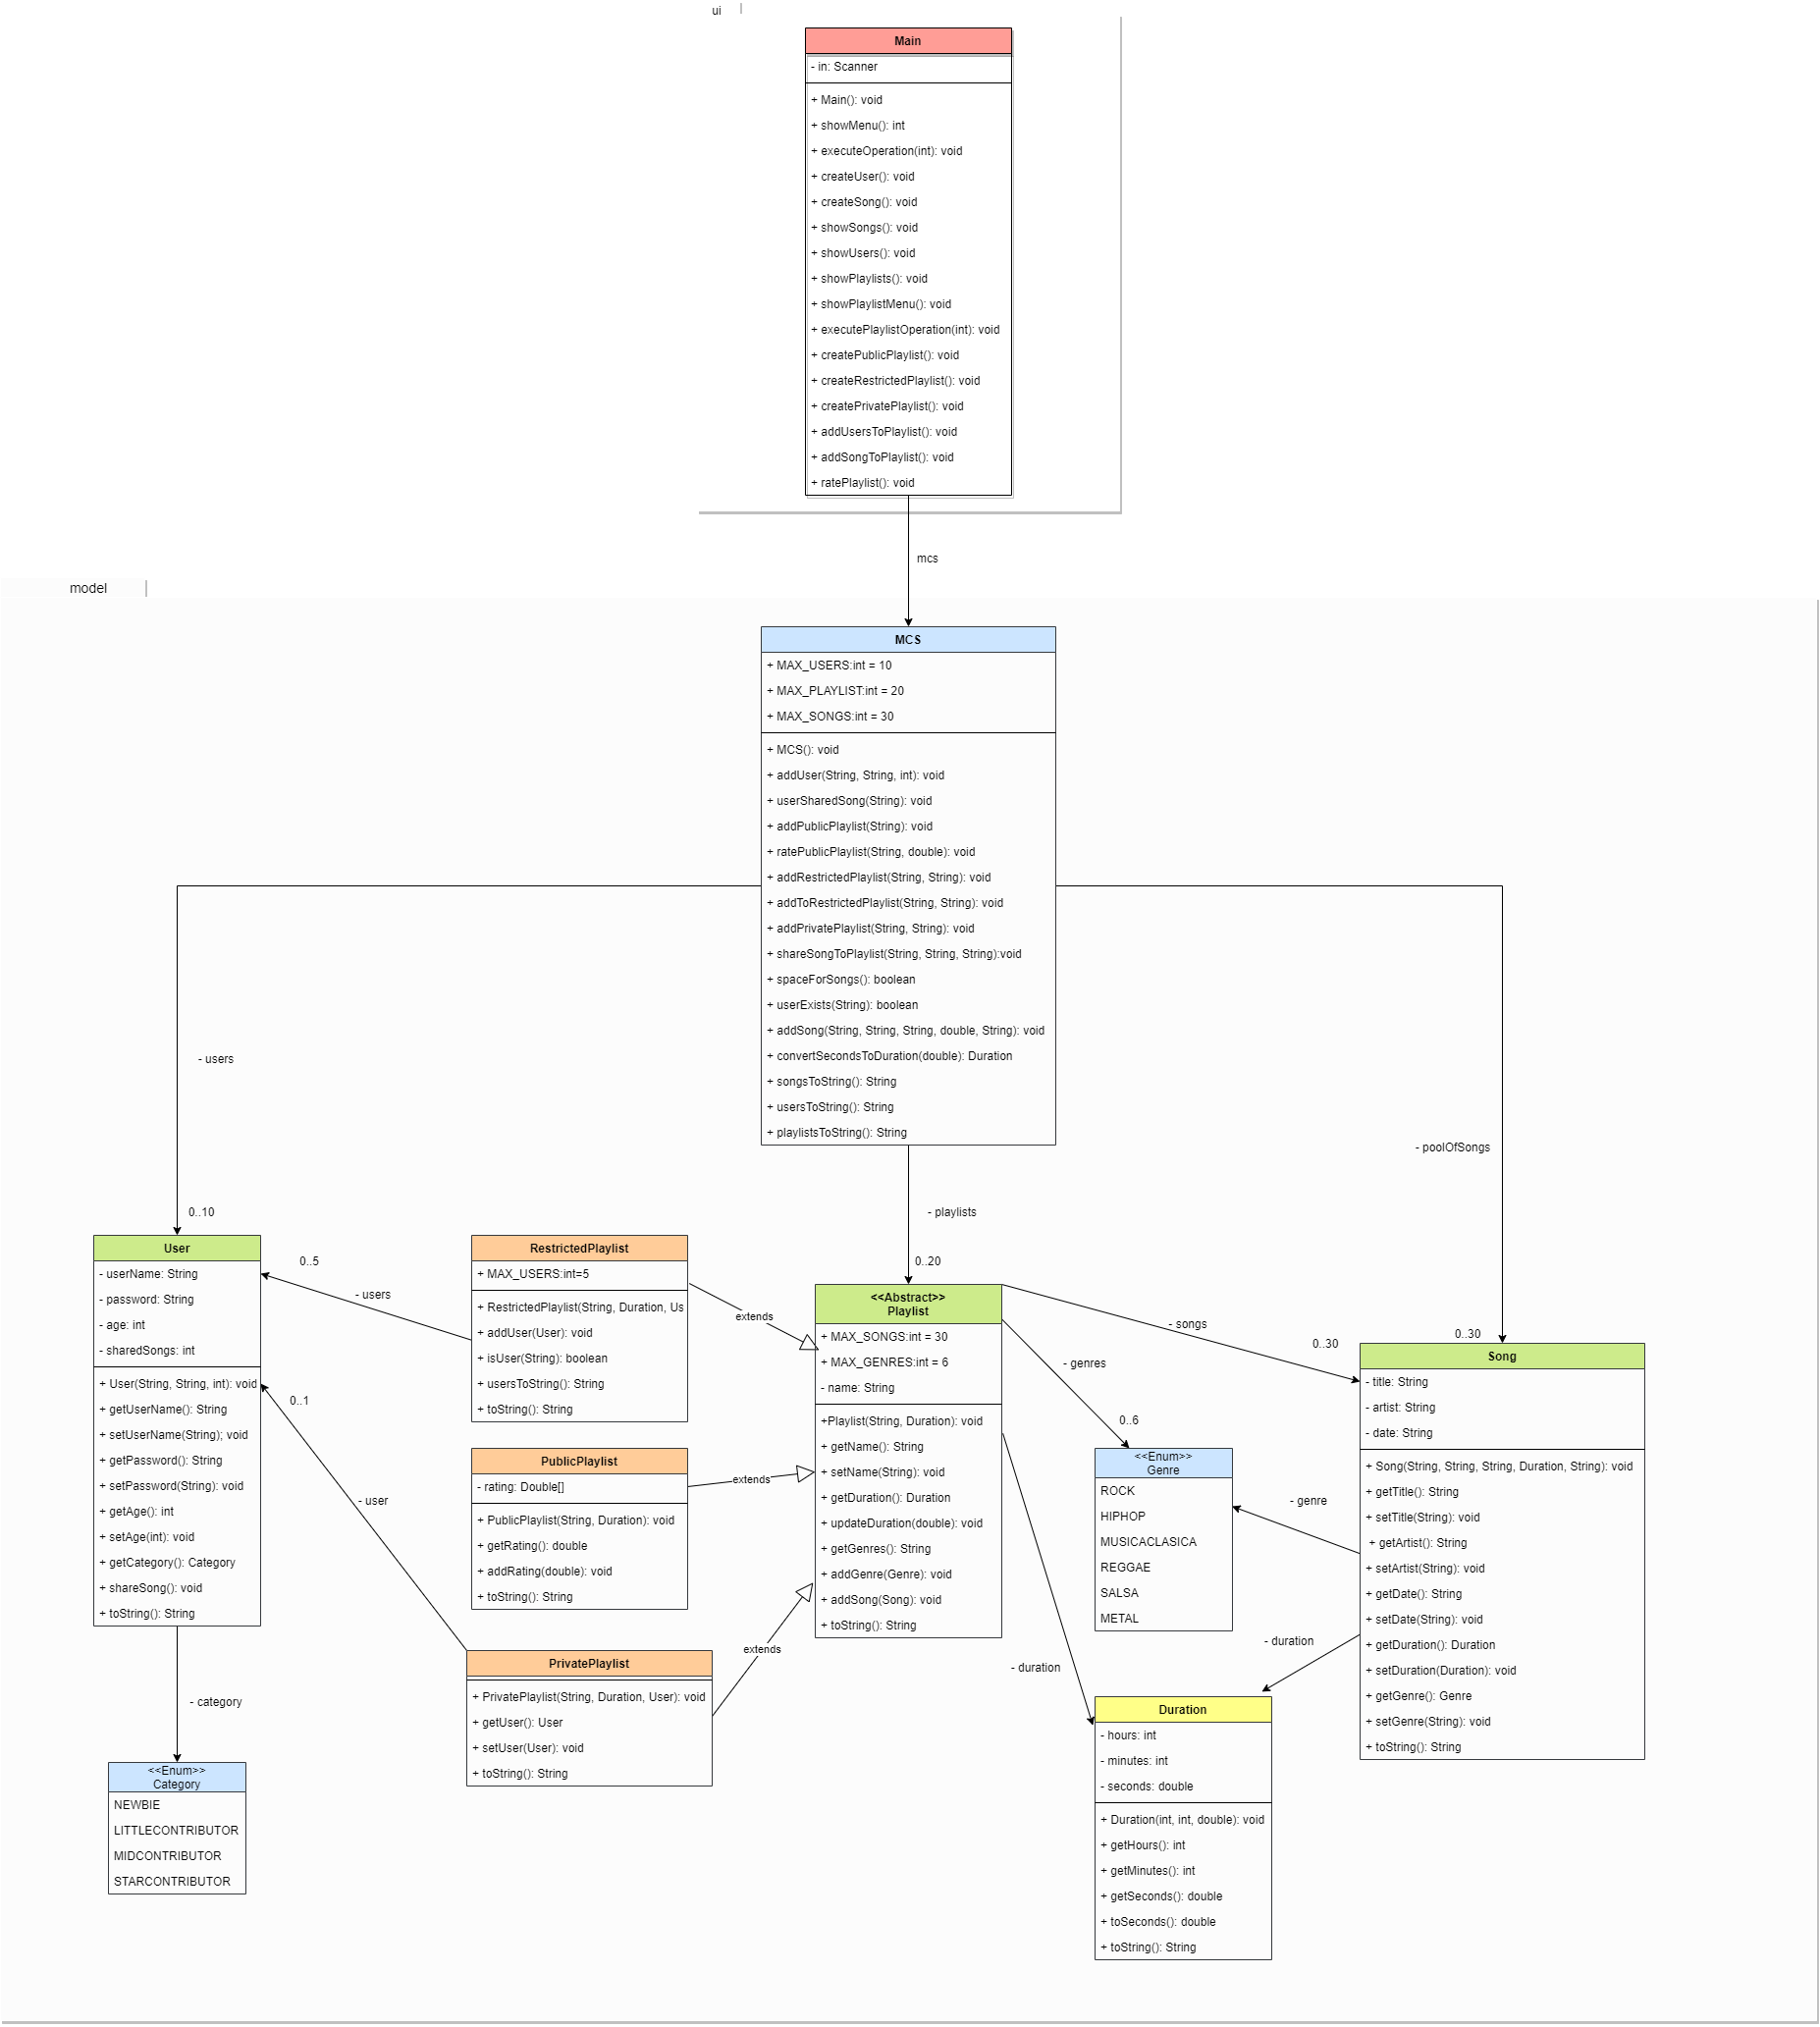 ui
Main
- in: Scanner
+ Main(): void
+ showMenu(): int
+ executeOperation(int): void
+ createUser(): void
+ createSong(): void
+ showSongs(): void
+ showUsers(): void
+ showPlaylists(): void
+ showPlaylistMenu(): void
+ executePlaylistOperation(int): void
+ createPublicPlaylist(): void
+ createRestrictedPlaylist(): void
+ createPrivatePlaylist(): void
+ addUsersToPlaylist(): void
+ addSongToPlaylist(): void
+ ratePlaylist(): void
mcs
model
MCS
+ MAX_USERS:int = 10
+ MAX_PLAYLIST:int = 20
+ MAX_SONGS:int = 30
+ MCS(): void
+ addUser(String, String, int): void
+ userSharedSong(String): void
+ addPublicPlaylist(String): void
+ ratePublicPlaylist(String, double): void
+ addRestrictedPlaylist(String, String): void
+ addToRestrictedPlaylist(String, String): void
+ addPrivatePlaylist(String, String): void
+ shareSongToPlaylist(String, String, String):void
+ spaceForSongs(): boolean
+ userExists(String): boolean
+ addSong(String, String, String, double, String): void
+ convertSecondsToDuration(double): Duration
+ songsToString(): String
+ usersToString(): String
+ playlistsToString(): String
- users
0..10
- playlists
0..20
- poolOfSongs
0..30
User
- userName: String
- password: String
- age: int
- sharedSongs: int
+ User(String, String, int): void
+ getUserName(): String
+ setUserName(String); void
+ getPassword(): String
+ setPassword(String): void
+ getAge(): int
+ setAge(int): void
+ getCategory(): Category
+ shareSong(): void
+ toString(): String
0..5
- users
0..1
- user
- category
<<Enum>>
Category
NEWBIE
LITTLECONTRIBUTOR
MIDCONTRIBUTOR
STARCONTRIBUTOR
RestrictedPlaylist
+ MAX_USERS:int=5
+ RestrictedPlaylist(String, Duration, Us
+ addUser(User): void
+ isUser(String): boolean
+ usersToString(): String
+ toString(): String
extends
PublicPlaylist
- rating: Double[]
+ PublicPlaylist(String, Duration): void
+ getRating(): double
+ addRating(double): void
+ toString(): String
extends
PrivatePlaylist
+ PrivatePlaylist(String, Duration, User): void
+ getUser(): User
+ setUser(User): void
+ toString(): String
extends
<<Abstract>>
Playlist
+ MAX_SONGS:int = 30
+ MAX_GENRES:int = 6
- name: String
+Playlist(String, Duration): void
+ getName(): String
+ setName(String): void
+ getDuration(): Duration
+ updateDuration(double): void
+ getGenres(): String
+ addGenre(Genre): void
+ addSong(Song): void
+ toString(): String
- songs
0..30
- genres
0..6
- duration
<<Enum>>
Genre
ROCK
HIPHOP
MUSICACLASICA
REGGAE
SALSA
METAL
- genre
- duration
Song
- title: String
- artist: String
- date: String
+ Song(String, String, String, Duration, String): void
+ getTitle(): String
+ setTitle(String): void
+ getArtist(): String
+ setArtist(String): void
+ getDate(): String
+ setDate(String): void
+ getDuration(): Duration
+ setDuration(Duration): void
+ getGenre(): Genre
+ setGenre(String): void
+ toString(): String
Duration
- hours: int
- minutes: int
- seconds: double
+ Duration(int, int, double): void
+ getHours(): int
+ getMinutes(): int
+ getSeconds(): double
+ toSeconds(): double
+ toString(): String